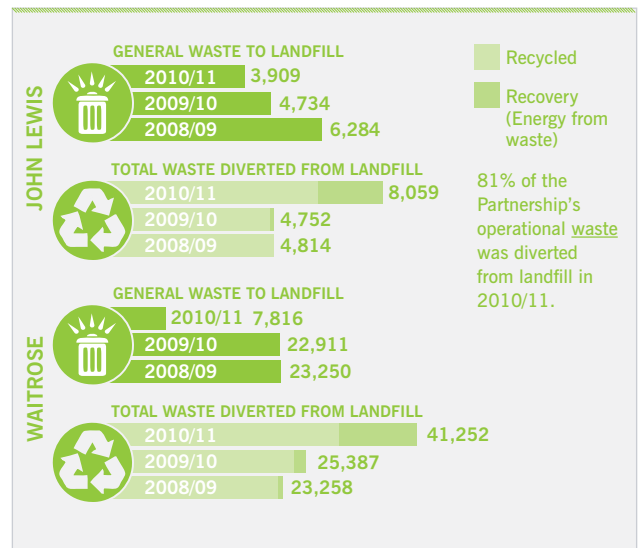 JOHN LEWIS
GENERAL WASTE TO LANDFILL
2010/11 3,909
2009/10 4,734
2008/09 6,284
TOTAL WASTE DIVERTED FROM LANDFILL
2010/11 8,059
2009/10 4,752
2008/09 4,814
WAITROSE
GENERAL WASTE TO LANDFILL
2010/11 7,816
2009/10 22,911
2008/09 23,250
TOTAL WASTE DIVERTED FROM LANDFILL
2010/11 41,252
2009/10 25,387
2008/09 23,258
Recycled
Recovery
(Energy from
waste)
81% of the
Partnership’s
operational waste
was diverted
from landfill in
2010/11.